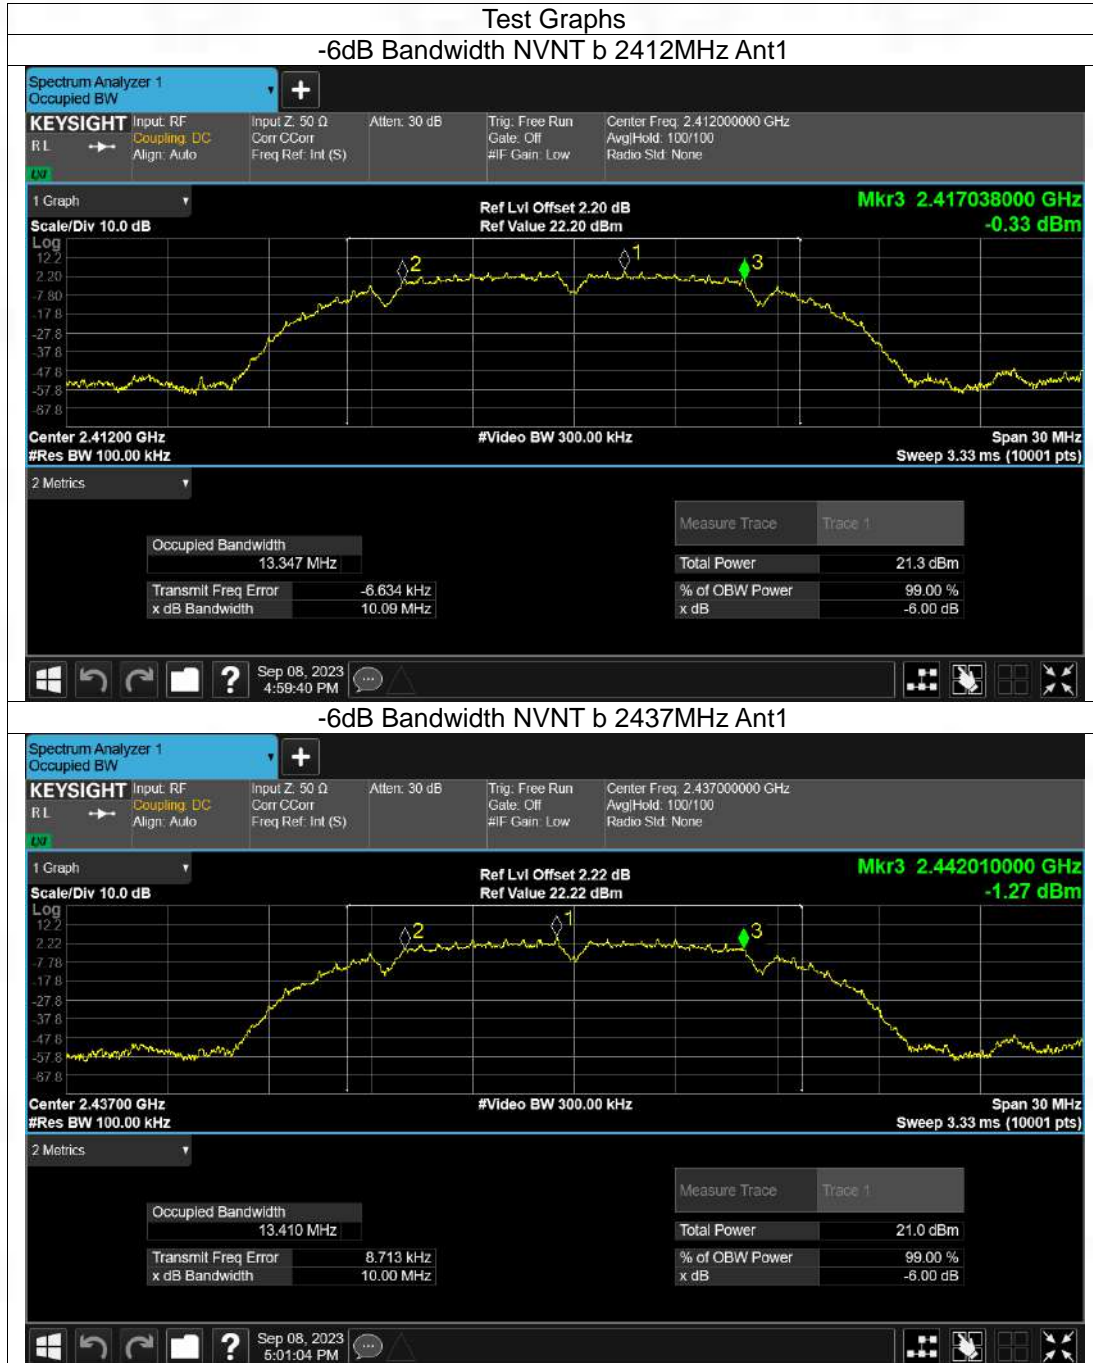 Test Graphs
-6dB Bandwidth NVNT b 2412MHz Ant1
Spectrum Analyzer 1
Occupied BW
KEYSIGHT Input: RF Input Z: 50 Ω Atten: 30 dB Trig: Free Run Center Freq: 2.412000000 GHz
RL Coupling: DC Corr CCorr Gate: Off Avg|Hold: 100/100
Align: Auto Freq Ref: Int (S) #IF Gain: Low Radio Std: None
LXI
1 Graph Ref Lvl Offset 2.20 dB Mkr3 2.417038000 GHz
Scale/Div 10.0 dB Ref Value 22.20 dBm -0.33 dBm
Log
12.2
2.20
-7.80
-17.8
-27.8
-37.8
-47.8
-57.8
-67.8
2 1 3
Center 2.41200 GHz #Video BW 300.00 kHz Span 30 MHz
#Res BW 100.00 kHz Sweep 3.33 ms (10001 pts)
2 Metrics
Measure Trace Trace 1
Occupied Bandwidth
13.347 MHz Total Power 21.3 dBm
Transmit Freq Error -6.634 kHz % of OBW Power 99.00 %
x dB Bandwidth 10.09 MHz x dB -6.00 dB
? Sep 08, 2023
4:59:40 PM
-6dB Bandwidth NVNT b 2437MHz Ant1
Spectrum Analyzer 1
Occupied BW
KEYSIGHT Input: RF Input Z: 50 Ω Atten: 30 dB Trig: Free Run Center Freq: 2.437000000 GHz
RL Coupling: DC Corr CCorr Gate: Off Avg|Hold: 100/100
Align: Auto Freq Ref: Int (S) #IF Gain: Low Radio Std: None
LXI
1 Graph Ref Lvl Offset 2.22 dB Mkr3 2.442010000 GHz
Scale/Div 10.0 dB Ref Value 22.22 dBm -1.27 dBm
Log
12.2
2.22
-7.78
-17.8
-27.8
-37.8
-47.8
-57.8
-67.8
2 1 3
Center 2.43700 GHz #Video BW 300.00 kHz Span 30 MHz
#Res BW 100.00 kHz Sweep 3.33 ms (10001 pts)
2 Metrics
Measure Trace Trace 1
Occupied Bandwidth
13.410 MHz Total Power 21.0 dBm
Transmit Freq Error 8.713 kHz % of OBW Power 99.00 %
x dB Bandwidth 10.00 MHz x dB -6.00 dB
? Sep 08, 2023
5:01:04 PM